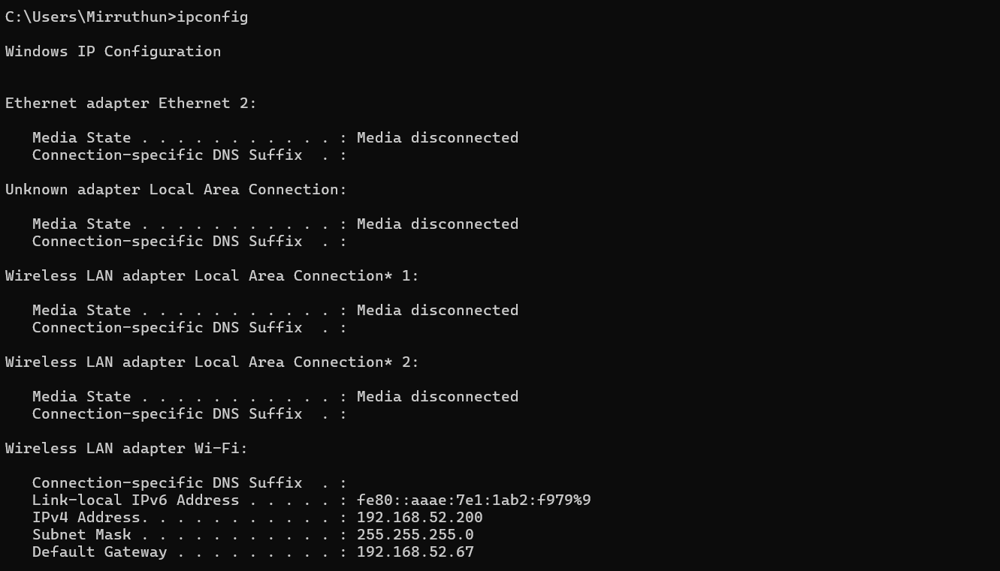 C:\Users\Mirruthun>ipconfig
Windows IP Configuration
Ethernet adapter Ethernet 2:
   Media State . . . . . . . . . . . : Media disconnected
   Connection-specific DNS Suffix  . :
Unknown adapter Local Area Connection:
   Media State . . . . . . . . . . . : Media disconnected
   Connection-specific DNS Suffix  . :
Wireless LAN adapter Local Area Connection* 1:
   Media State . . . . . . . . . . . : Media disconnected
   Connection-specific DNS Suffix  . :
Wireless LAN adapter Local Area Connection* 2:
   Media State . . . . . . . . . . . : Media disconnected
   Connection-specific DNS Suffix  . :
Wireless LAN adapter Wi-Fi:
   Connection-specific DNS Suffix  . :
   Link-local IPv6 Address . . . . . : fe80::aaae:7e1:1ab2:f979%9
   IPv4 Address. . . . . . . . . . . : 192.168.52.200
   Subnet Mask . . . . . . . . . . . : 255.255.255.0
   Default Gateway . . . . . . . . . : 192.168.52.67